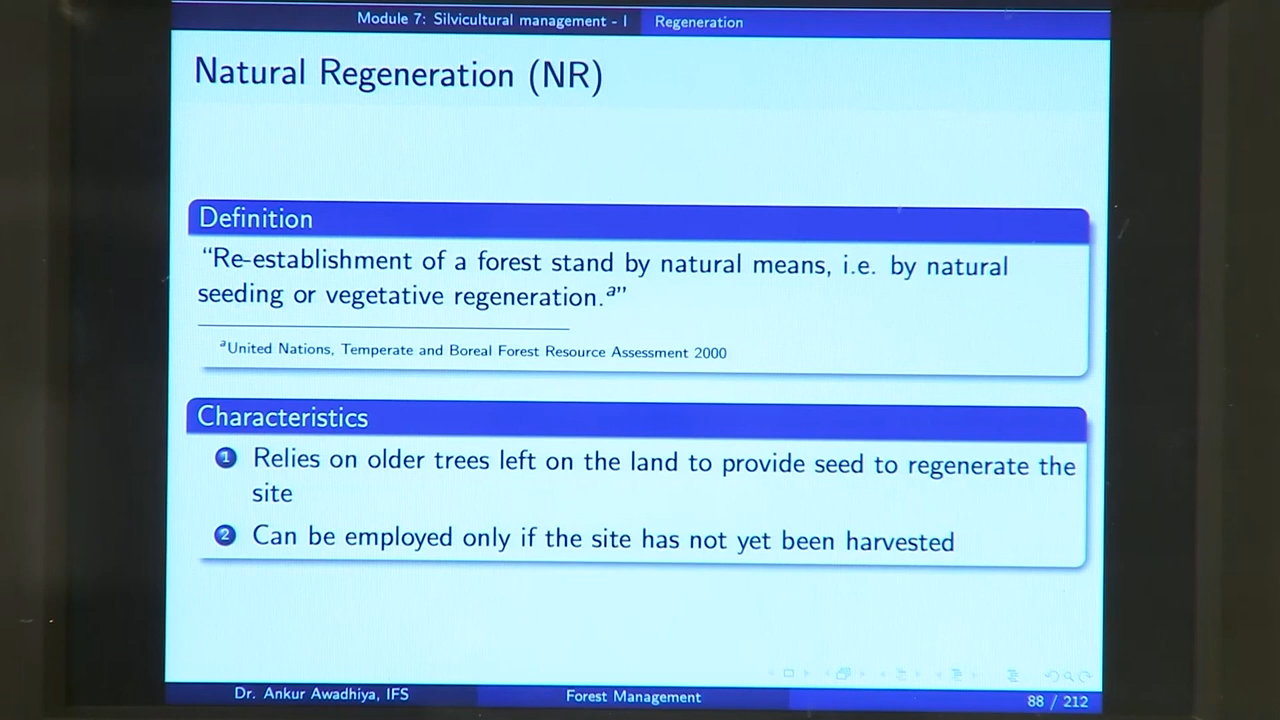 Module 7: Silvicultural management - I Regeneration
Natural Regeneration (NR)
Definition
“Re-establishment of a forest stand by natural means, i.e. by natural
seeding or vegetative regeneration.ᵃ”
ᵃUnited Nations, Temperate and Boreal Forest Resource Assessment 2000
Characteristics
1 Relies on older trees left on the land to provide seed to regenerate the
site
2 Can be employed only if the site has not yet been harvested
Dr. Ankur Awadhiya, IFS Forest Management 88 / 212